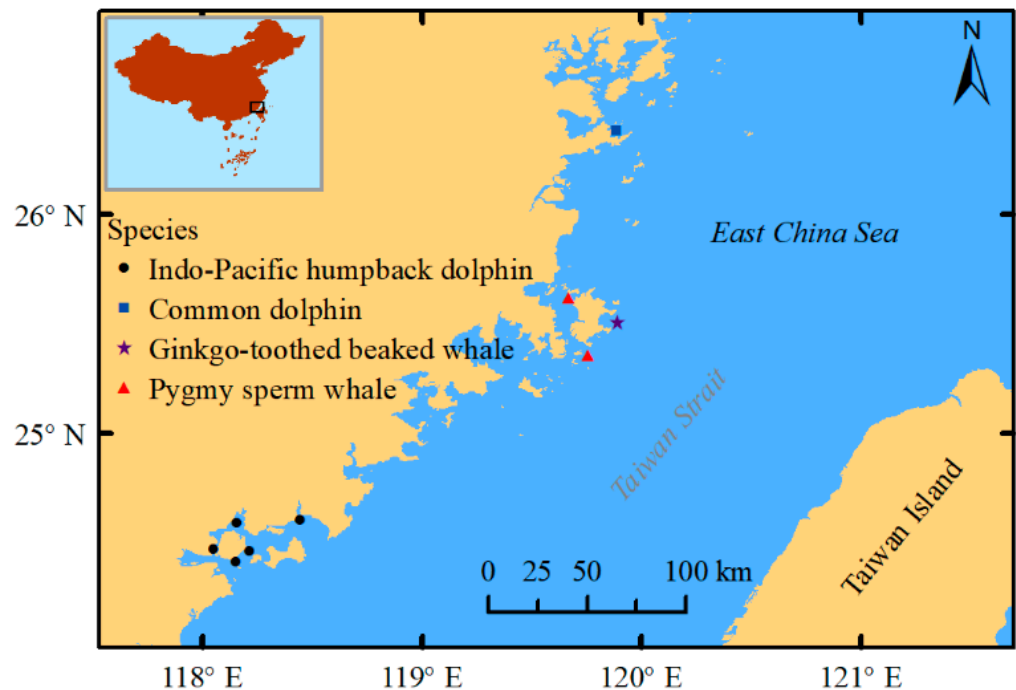 N
26° N
East China Sea
Species
Indo-Pacific humpback dolphin
Common dolphin
Ginkgo-toothed beaked whale
Pygmy sperm whale
Taiwan Strait
25° N
Taiwan Island
0 25 50 100 km
118° E 119° E 120° E 121° E